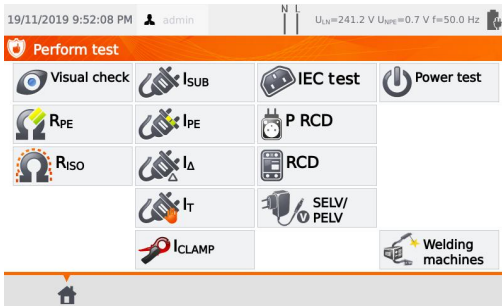 19/11/2019 9:52:08 PM admin N L ULN=241.2 V UNPE=0.7 V f=50.0 Hz
Perform test
Visual check
ISUB
IEC test
Power test
RPE
IPE
P RCD
RISO
IΔ
RCD
IT
SELV/
PELV
ICLAMP
Welding
machines